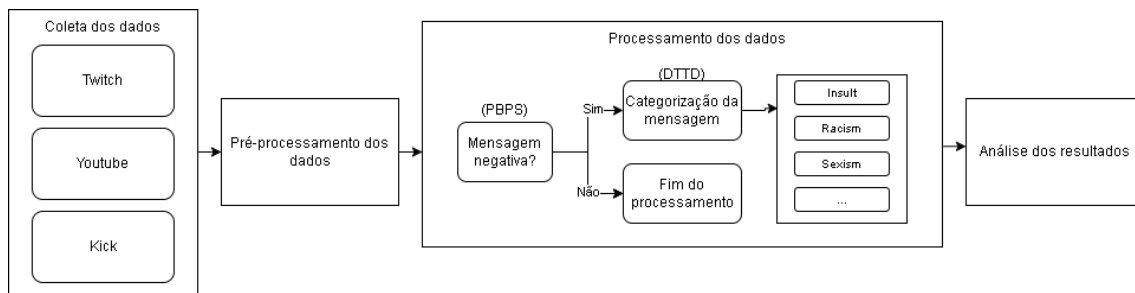 Coleta dos dados
Twitch
Youtube
Kick
Pré-processamento dos
dados
Processamento dos dados
(PBPS)
Mensagem
negativa?
Sim
Não
(DTTD)
Categorização da
mensagem
Fim do
processamento
Insult
Racism
Sexism
...
Análise dos resultados